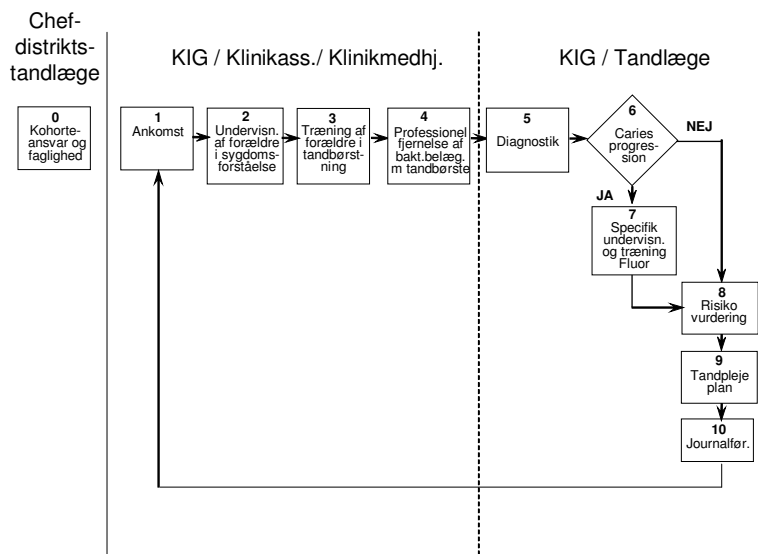 Chef-
distrikts-
tandlæge
KIG / Klinikass./ Klinikmedhj.
KIG / Tandlæge
0
Kohorte-
ansvar og
faglighed
1
Ankomst
2
Undervisn.
af forældre
i sygdoms-
forståelse
3
Træning af
forældre i
tandbørst-
ning
4
Professionel
fjernelse af
bakt.belæg.
m tandbørste
5
Diagnostik
6
Caries
progres-
sion
NEJ
JA
7
Specifik
undervisn.
og træning
Fluor
8
Risiko
vurdering
9
Tandpleje
plan
10
Journalfør.